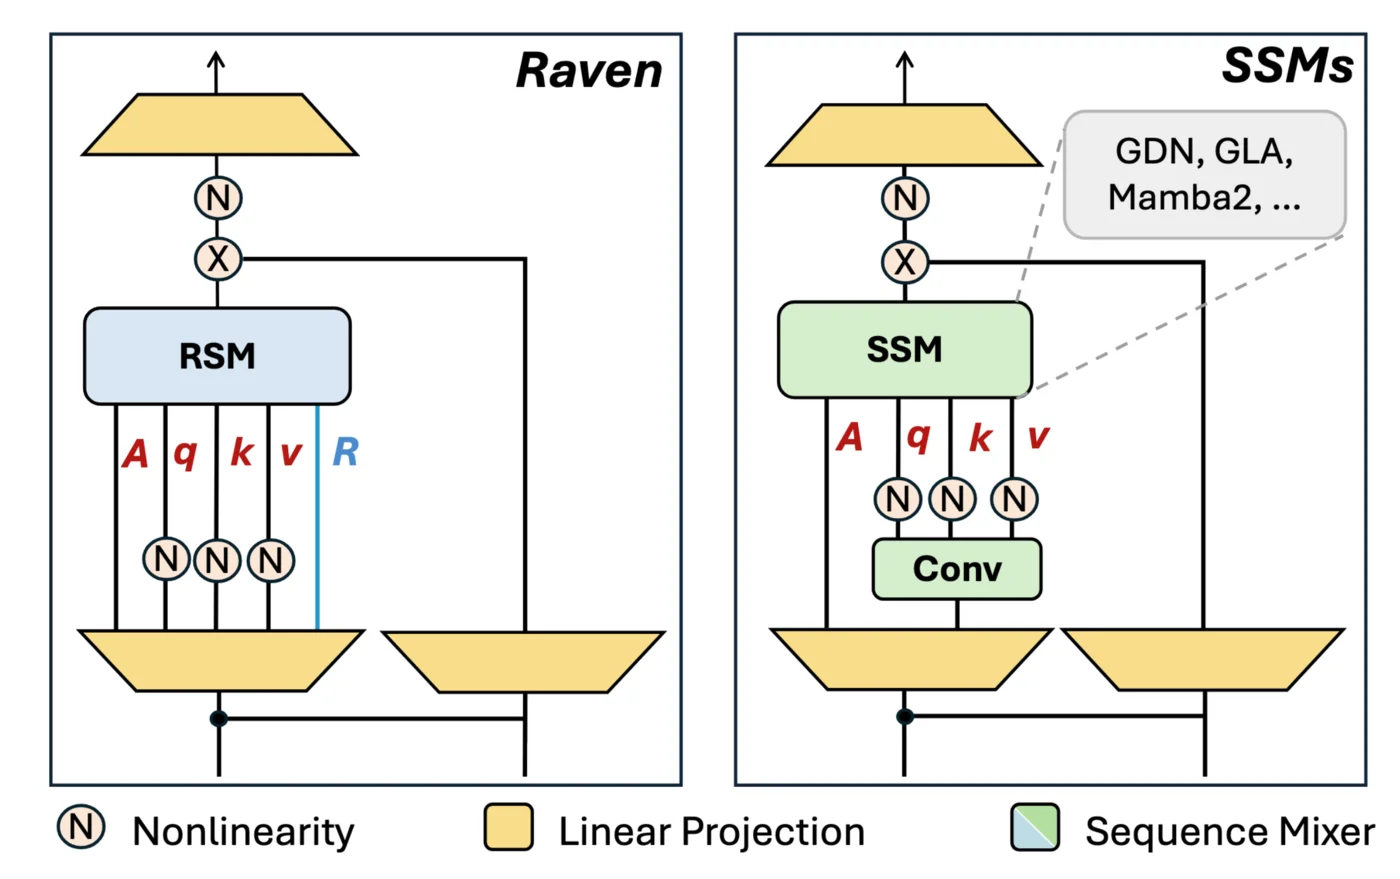 Raven
N
X
RSM
A q k v R
N N N
SSMs
GDN, GLA,
Mamba2, ...
N
X
SSM
A q k v
N N N
Conv
N Nonlinearity
Linear Projection
Sequence Mixer